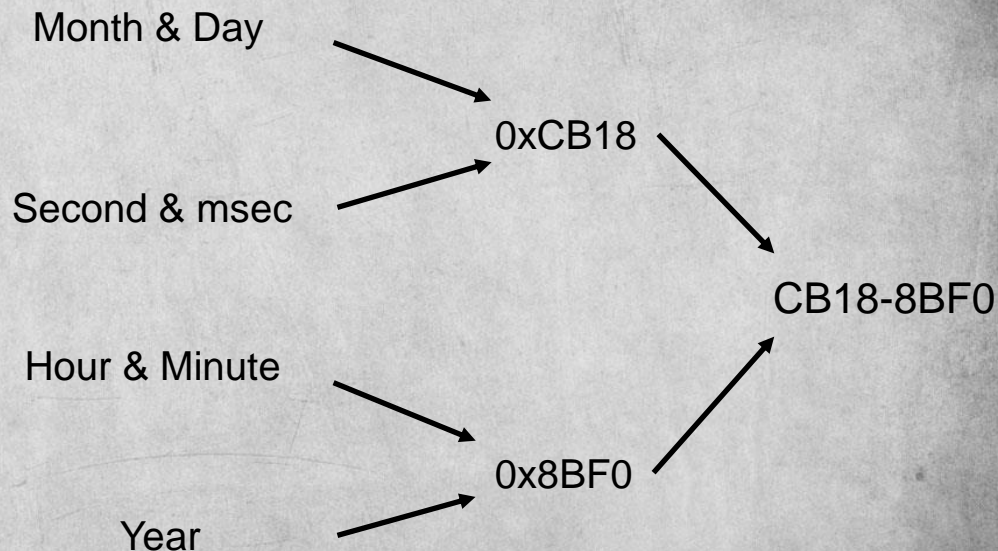 Month & Day
0xCB18
Second & msec
CB18-8BF0
Hour & Minute
0x8BF0
Year